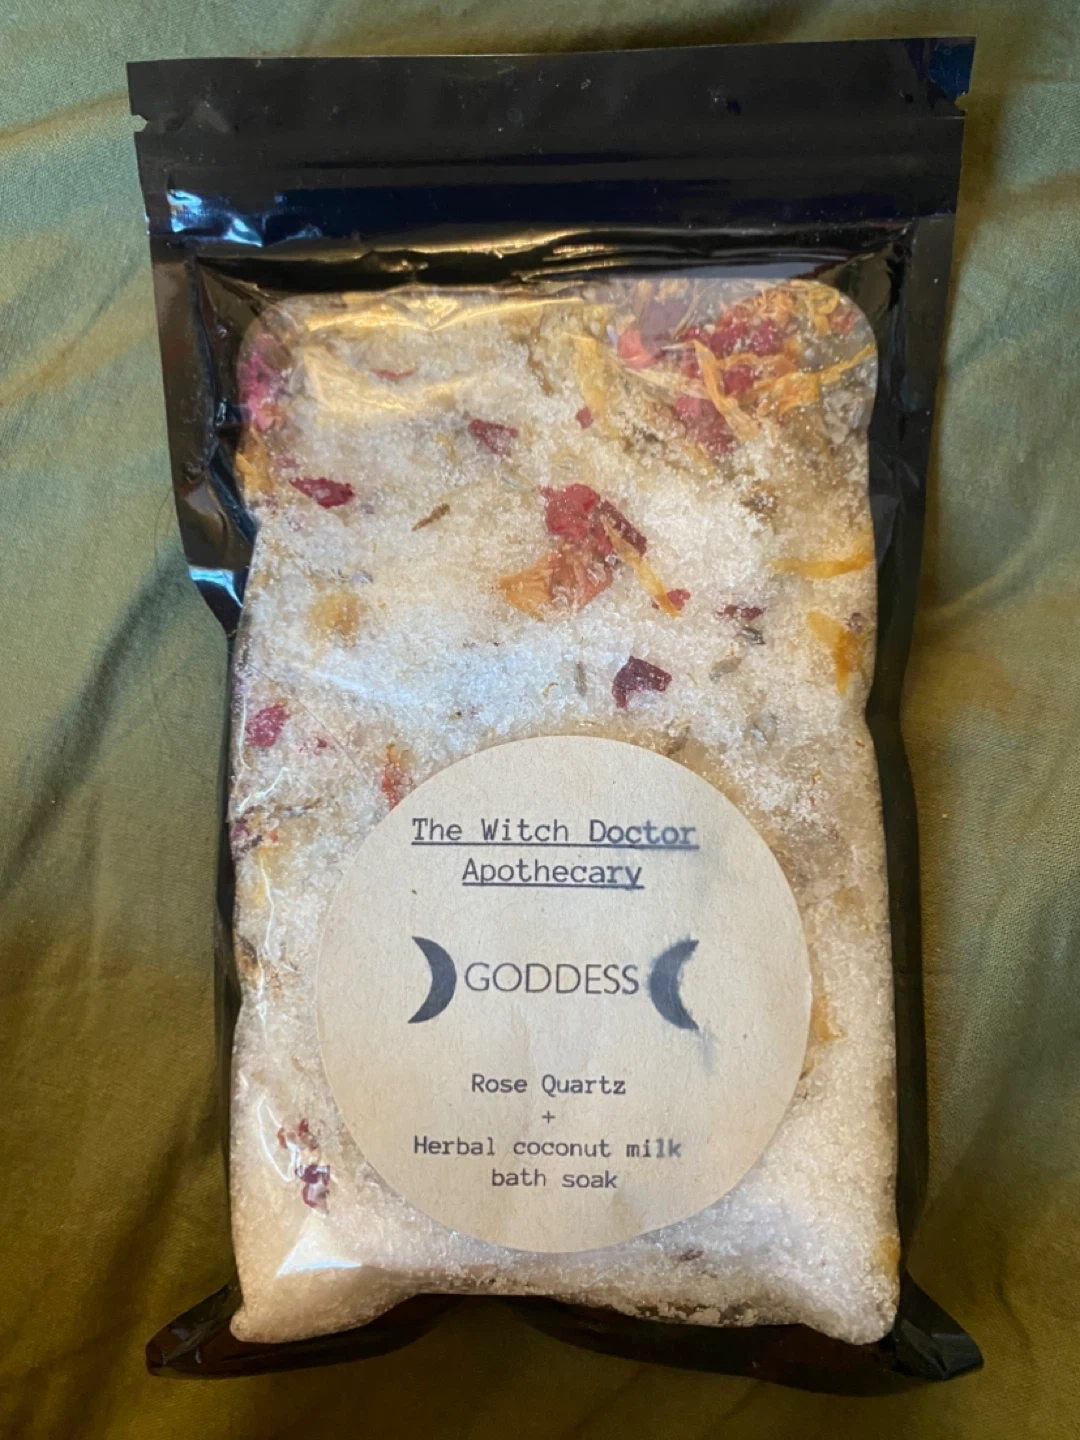 The Witch Doctor
Apothecary
GODDESS
Rose Quartz
+
Herbal coconut milk
bath soak